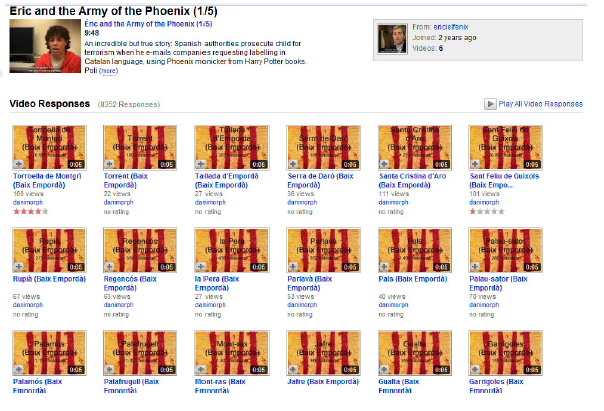 Eric and the Army of the Phoenix (1/5)
Eric and the Army of the Phoenix (1/5)
9:48
An incredible but true story: Spanish authorities prosecute child for
terrorism when he e-mails companies requesting labelling in
Catalan language, using Phoenix monicker from Harry Potter books.
Poli (more)
From: ericielfenix
Joined: 2 years ago
Videos: 6
Video Responses (8352 Responses)
Play All Video Responses
Torroella de Montgrí (Baix Empordà) 0:05
Torrent (Baix Empordà) 0:05
Tallada d'Empordà (Baix Empordà) 0:05
Serra de Daró (Baix Empordà) 0:05
Santa Cristina d'Aro (Baix Empordà) 0:05
Sant Feliu de Guíxols (Baix Empordà) 0:05
Torroella de Montgrí
(Baix Empordà)
160 views
danimorph
Torrent (Baix
Empordà)
22 views
danimorph
no rating
Tallada d'Empordà
(Baix Empordà)
27 views
danimorph
no rating
Serra de Daró (Baix
Empordà)
36 views
danimorph
no rating
Santa Cristina d'Aro
(Baix Empordà)
111 views
danimorph
no rating
Sant Feliu de Guíxols
(Baix Empo...
101 views
danimorph
Rupià (Baix Empordà) 0:05
Regencós (Baix Empordà) 0:05
la Pera (Baix Empordà) 0:05
Parlavà (Baix Empordà) 0:05
Pals (Baix Empordà) 0:05
Palau-sator (Baix Empordà) 0:05
Rupià (Baix Empordà)
67 views
danimorph
no rating
Regencós (Baix
Empordà)
63 views
danimorph
no rating
la Pera (Baix
Empordà)
27 views
danimorph
no rating
Parlavà (Baix
Empordà)
53 views
danimorph
no rating
Pals (Baix Empordà)
40 views
danimorph
no rating
Palau-sator (Baix
Empordà)
70 views
danimorph
no rating
Palamós (Baix Empordà) 0:05
Palafrugell (Baix Empordà) 0:05
Mont-ras (Baix Empordà) 0:05
Jafre (Baix Empordà) 0:05
Gualta (Baix Empordà) 0:05
Garrigoles (Baix Empordà) 0:05
Palamós (Baix
Empordà)
Palafrugell (Baix
Empordà)
Mont-ras (Baix
Empordà)
Jafre (Baix Empordà)
Gualta (Baix
Empordà)
Garrigoles (Baix
Empordà)